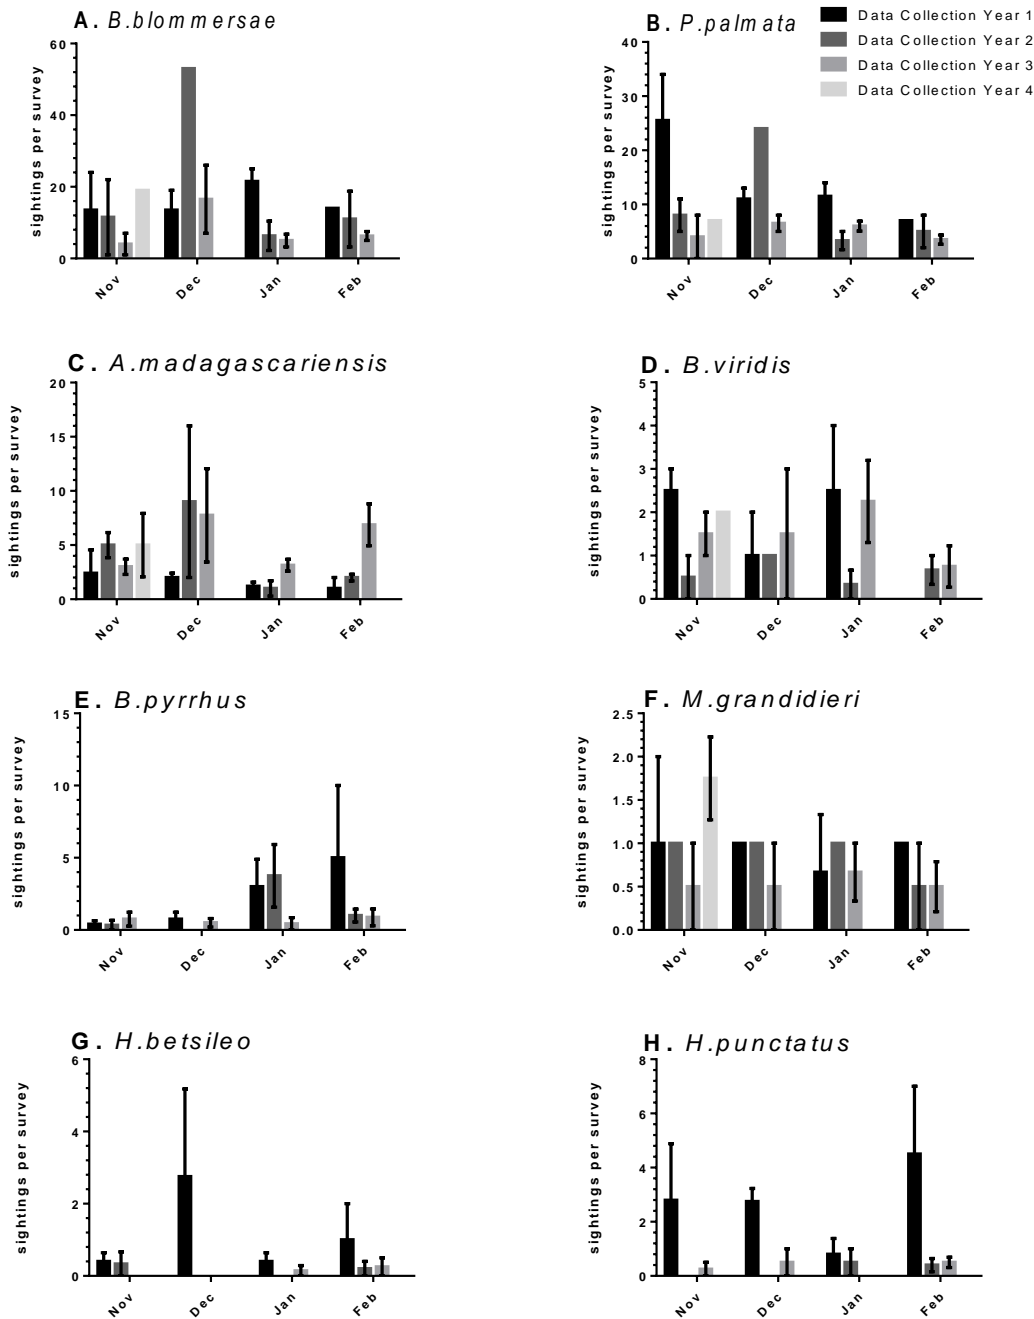 A. B.blommersae
60
40
20
0
sightings per survey
Nov
Dec
Jan
Feb
B. P.palmata
40
30
20
10
0
sightings per survey
Nov
Dec
Jan
Feb
Data Collection Year 1
Data Collection Year 2
Data Collection Year 3
Data Collection Year 4
C. A.madagascariensis
20
15
10
5
0
sightings per survey
Nov
Dec
Jan
Feb
D. B.viridis
5
4
3
2
1
0
sightings per survey
Nov
Dec
Jan
Feb
E. B.pyrrhus
15
10
5
0
sightings per survey
Nov
Dec
Jan
Feb
F. M.grandidieri
2.5
2.0
1.5
1.0
0.5
0.0
sightings per survey
Nov
Dec
Jan
Feb
G. H.betsileo
6
4
2
0
sightings per survey
Nov
Dec
Jan
Feb
H. H.punctatus
8
6
4
2
0
sightings per survey
Nov
Dec
Jan
Feb